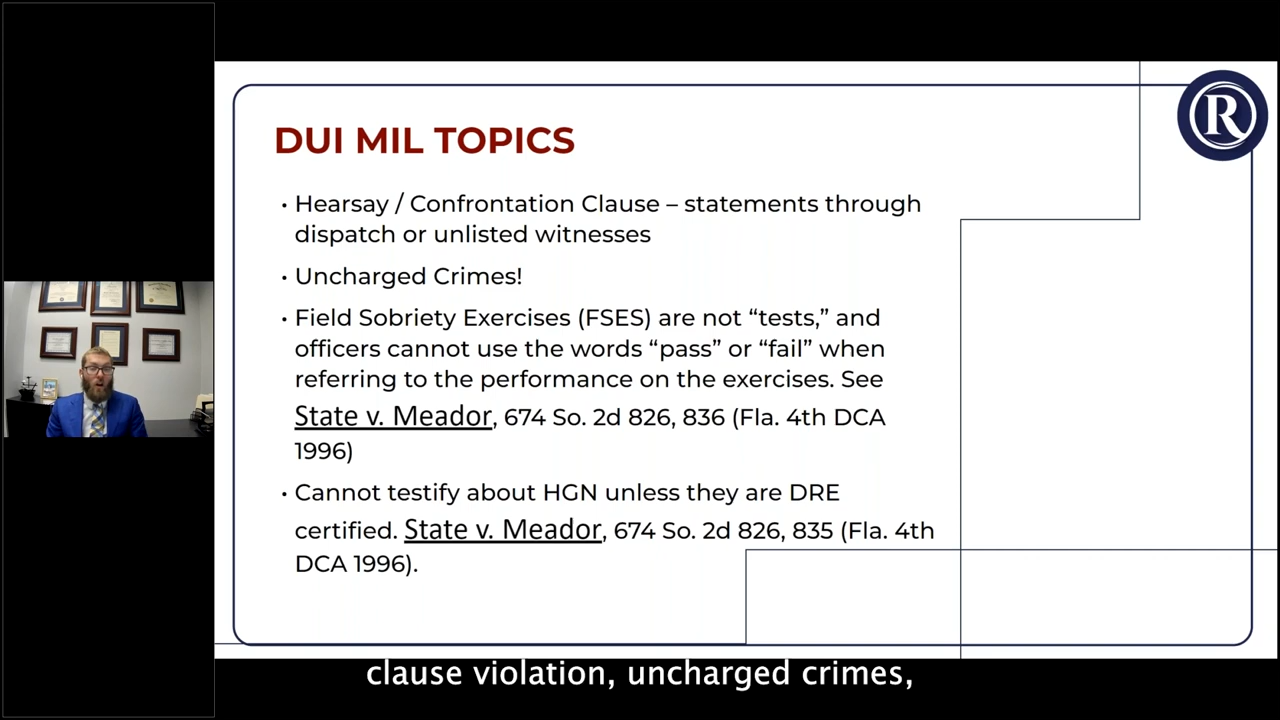 R
DUI MIL TOPICS
• Hearsay / Confrontation Clause – statements through
dispatch or unlisted witnesses
• Uncharged Crimes!
• Field Sobriety Exercises (FSES) are not “tests,” and
officers cannot use the words “pass” or “fail” when
referring to the performance on the exercises. See
State v. Meador, 674 So. 2d 826, 836 (Fla. 4th DCA
1996)
• Cannot testify about HGN unless they are DRE
certified. State v. Meador, 674 So. 2d 826, 835 (Fla. 4th
DCA 1996).
clause violation, uncharged crimes,